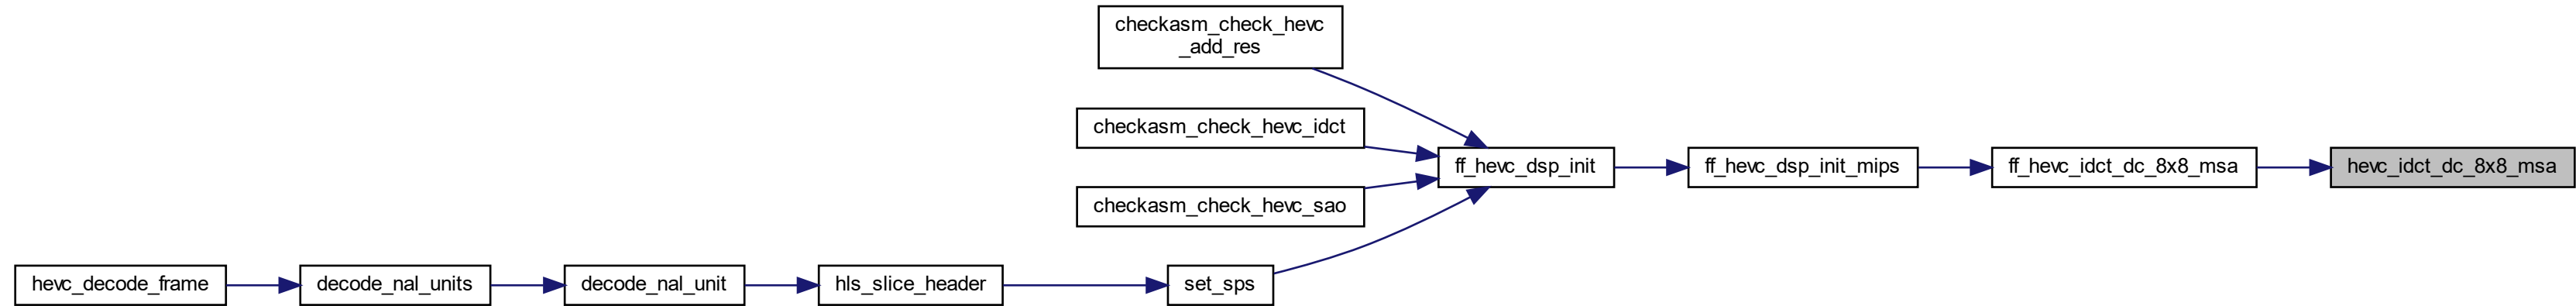 checkasm_check_hevc
_add_res
checkasm_check_hevc_idct
ff_hevc_dsp_init
ff_hevc_dsp_init_mips
ff_hevc_idct_dc_8x8_msa
hevc_idct_dc_8x8_msa
checkasm_check_hevc_sao
hevc_decode_frame
decode_nal_units
decode_nal_unit
hls_slice_header
set_sps